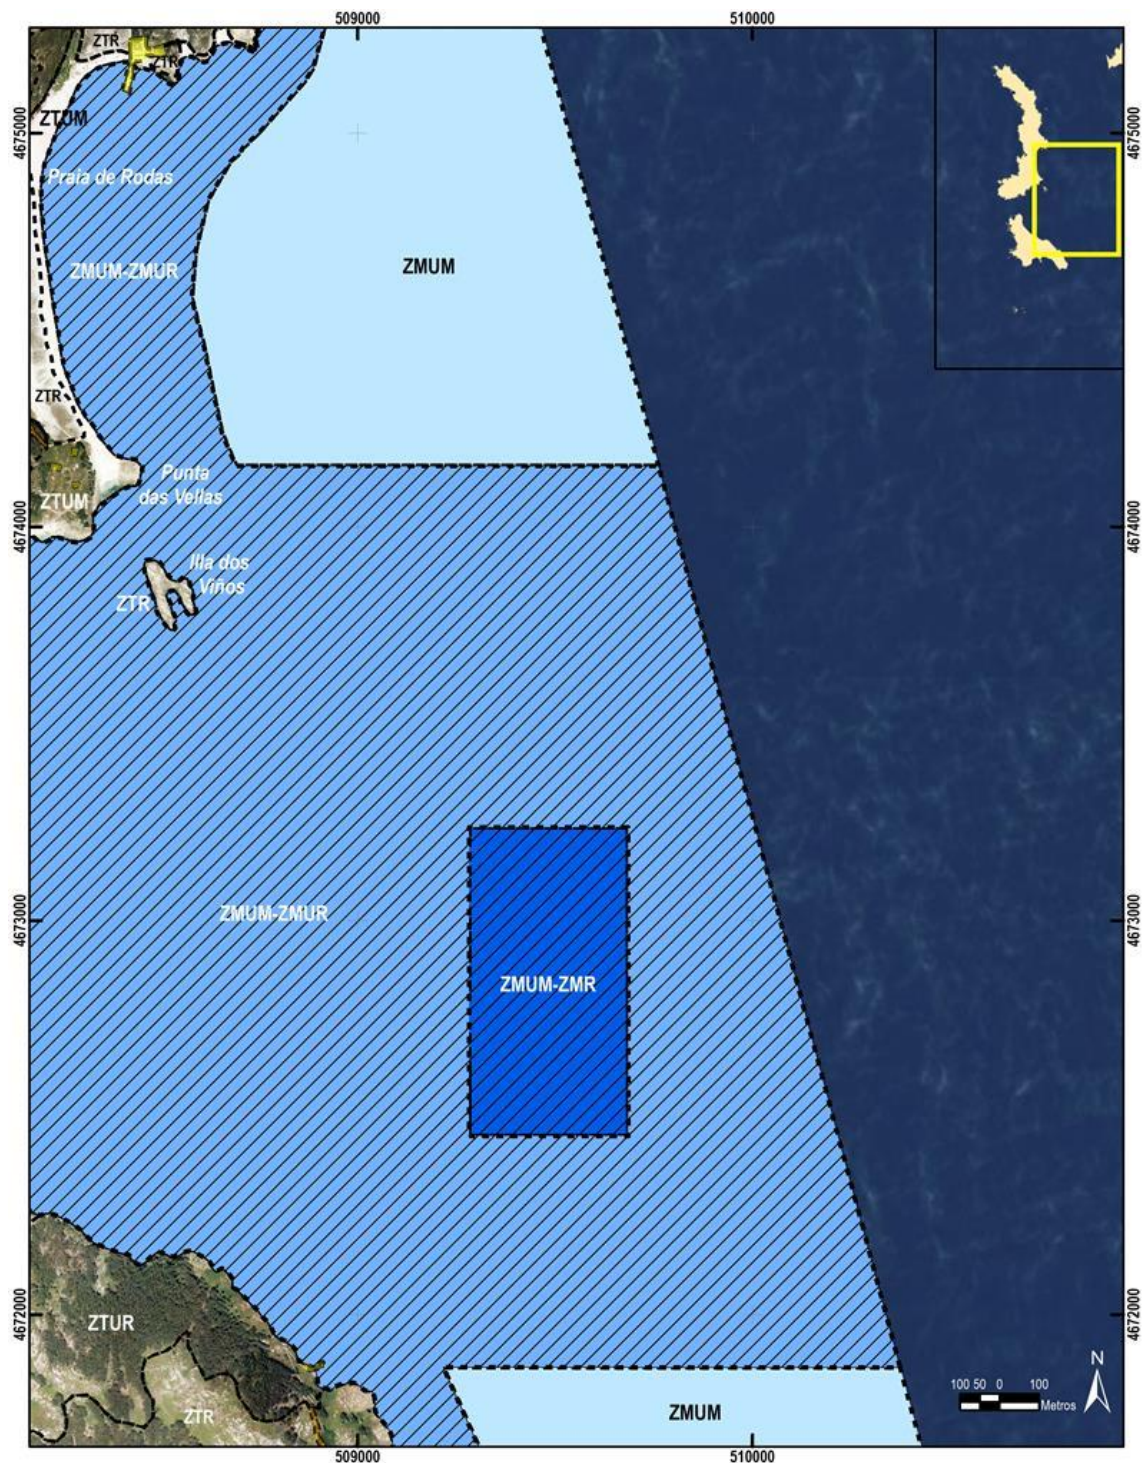 509000
510000
ZTR
ZTR
ZTUM
4675000
4675000
Praia de Rodas
ZMUM-ZMUR
ZMUM
ZTR
Punta
das Vellas
ZTUM
4674000
4674000
Illa dos
Viños
ZTR
ZMUM-ZMUR
4673000
4673000
ZMUM-ZMR
ZTUR
4672000
4672000
N
100 50 0 100
Metros
ZTR
ZMUM
509000
510000